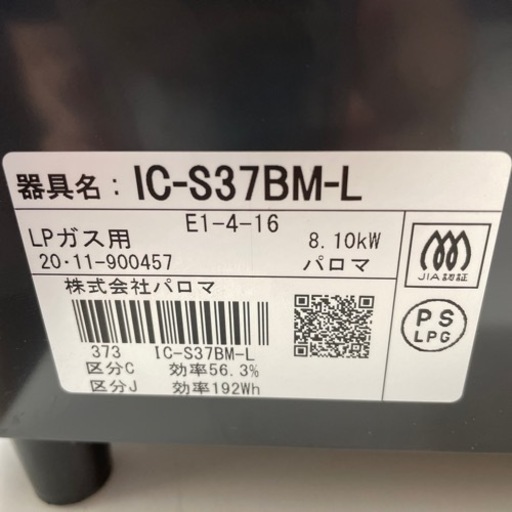 器具名: IC-S37BM-L
E1-4-16
LPガス用 8.10kW
20・11-900457 パロマ
株式会社パロマ
373 IC-S37BM-L
区分C 効率56.3%
区分J 効率192Wh
JIA認証
PS
LPG